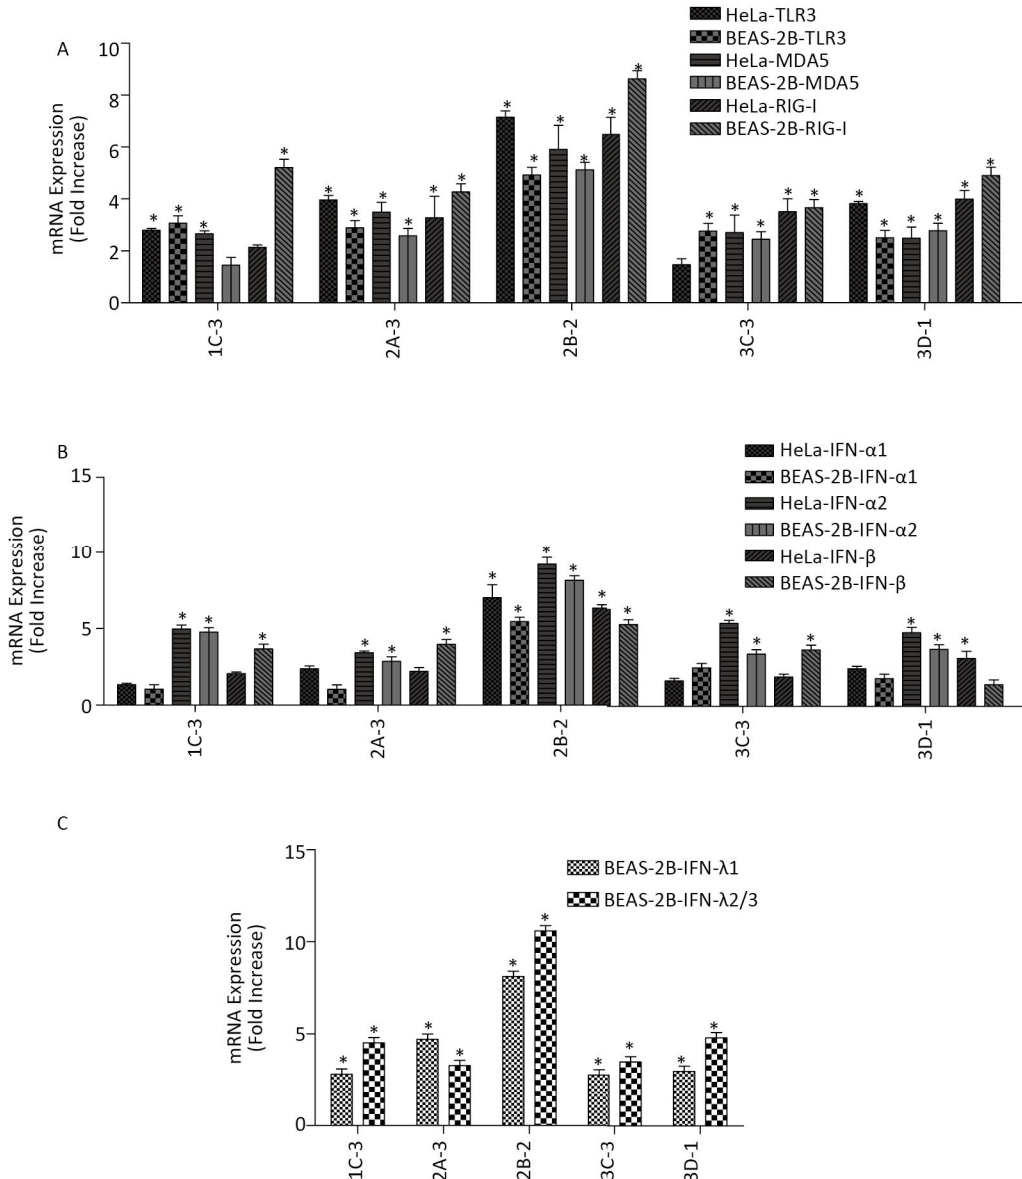 A
HeLa-TLR3
BEAS-2B-TLR3
HeLa-MDA5
BEAS-2B-MDA5
HeLa-RIG-I
BEAS-2B-RIG-I
mRNA Expression
(Fold Increase)
10
8
6
4
2
0
* * * *
* * * * * *
* * * * * *
* * * * *
* * * * * *
1C-3
2A-3
2B-2
3C-3
3D-1
B
HeLa-IFN-α1
BEAS-2B-IFN-α1
HeLa-IFN-α2
BEAS-2B-IFN-α2
HeLa-IFN-β
BEAS-2B-IFN-β
mRNA Expression
(Fold Increase)
15
10
5
0
* * *
* * *
* * * * * *
* * *
* * *
1C-3
2A-3
2B-2
3C-3
3D-1
C
BEAS-2B-IFN-λ1
BEAS-2B-IFN-λ2/3
mRNA Expression
(Fold Increase)
15
10
5
0
* *
* *
* *
* *
* *
1C-3
2A-3
2B-2
3C-3
3D-1